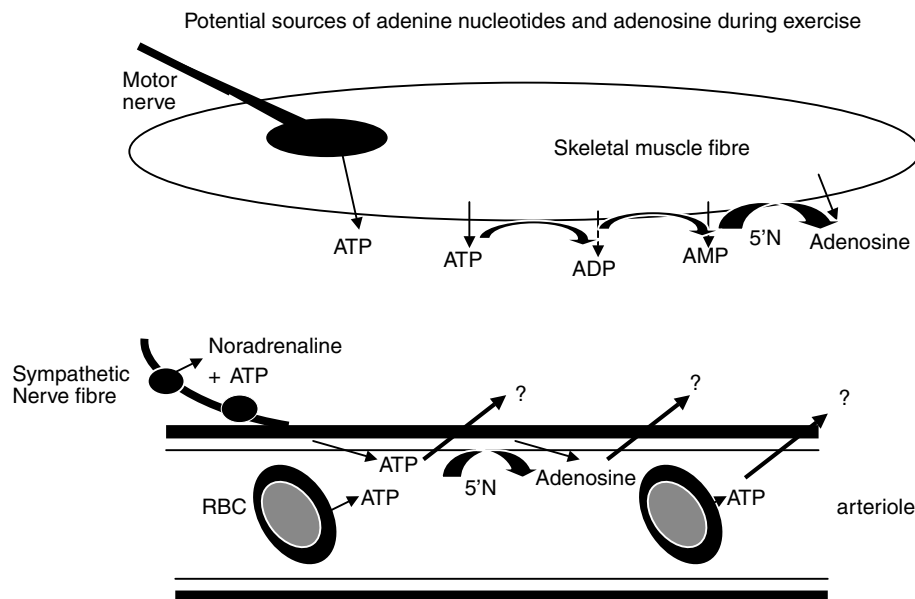 Potential sources of adenine nucleotides and adenosine during exercise
Motor
nerve
Skeletal muscle fibre
ATP
ATP
ADP
AMP
5’N
Adenosine
Sympathetic
Nerve fibre
Noradrenaline
+ ATP
?
?
?
ATP
5’N
Adenosine
RBC
ATP
ATP
arteriole